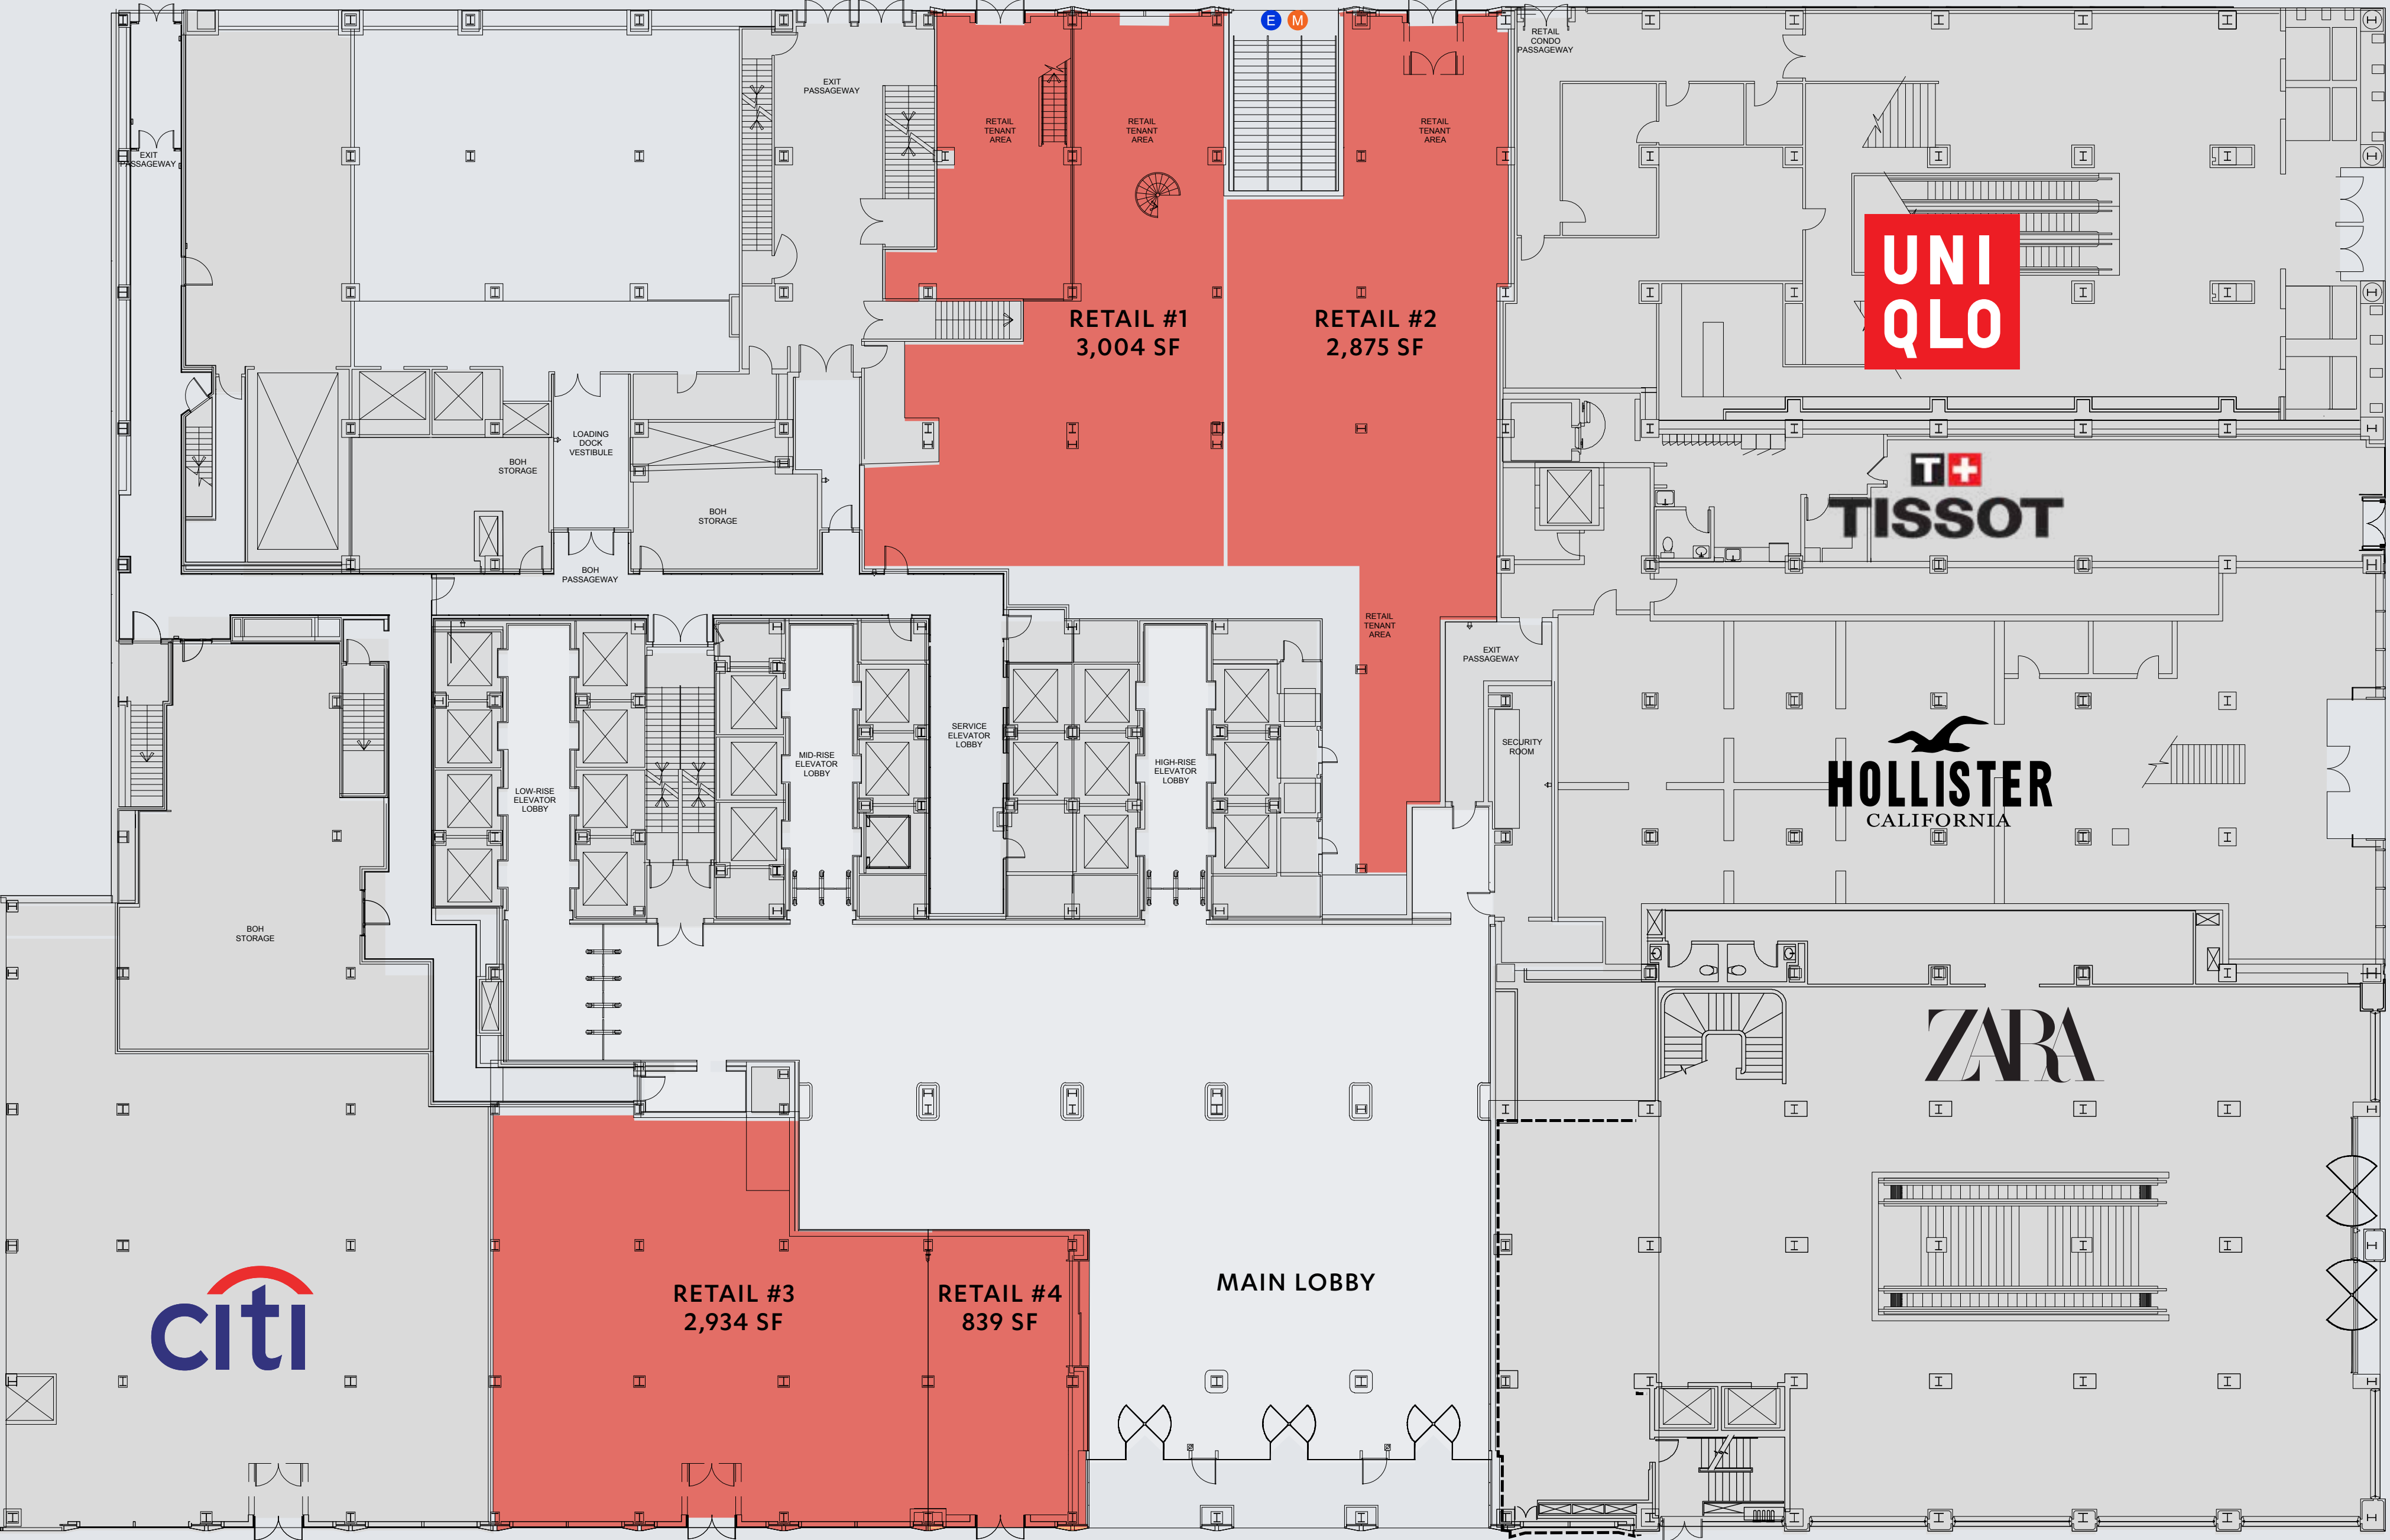 E M
RETAIL
CONDO
PASSAGEWAY
EXIT
PASSAGEWAY
RETAIL
TENANT
AREA
RETAIL
TENANT
AREA
RETAIL
TENANT
AREA
EXIT
PASSAGEWAY
UNI
QLO
RETAIL #1
3,004 SF
RETAIL #2
2,875 SF
LOADING
DOCK
VESTIBULE
BOH
STORAGE
BOH
STORAGE
T+
TISSOT
BOH
PASSAGEWAY
RETAIL
TENANT
AREA
EXIT
PASSAGEWAY
SERVICE
ELEVATOR
LOBBY
SECURITY
ROOM
MID-RISE
ELEVATOR
LOBBY
HIGH-RISE
ELEVATOR
LOBBY
LOW-RISE
ELEVATOR
LOBBY
HOLLISTER
CALIFORNIA
BOH
STORAGE
ZARA
citi
RETAIL #3
2,934 SF
RETAIL #4
839 SF
MAIN LOBBY